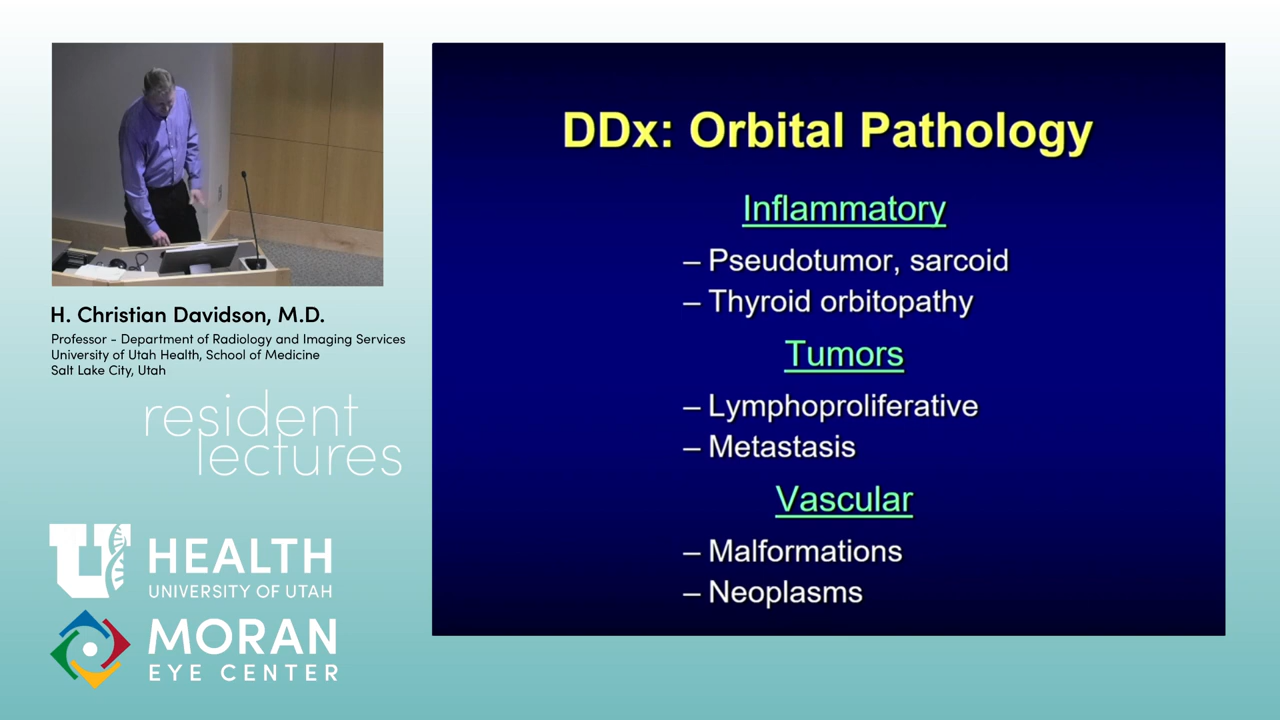 H. Christian Davidson, M.D.
Professor - Department of Radiology and Imaging Services
University of Utah Health, School of Medicine
Salt Lake City, Utah
resident
lectures
U HEALTH
UNIVERSITY OF UTAH
MORAN
EYE CENTER
DDx: Orbital Pathology
Inflammatory
– Pseudotumor, sarcoid
– Thyroid orbitopathy
Tumors
– Lymphoproliferative
– Metastasis
Vascular
– Malformations
– Neoplasms